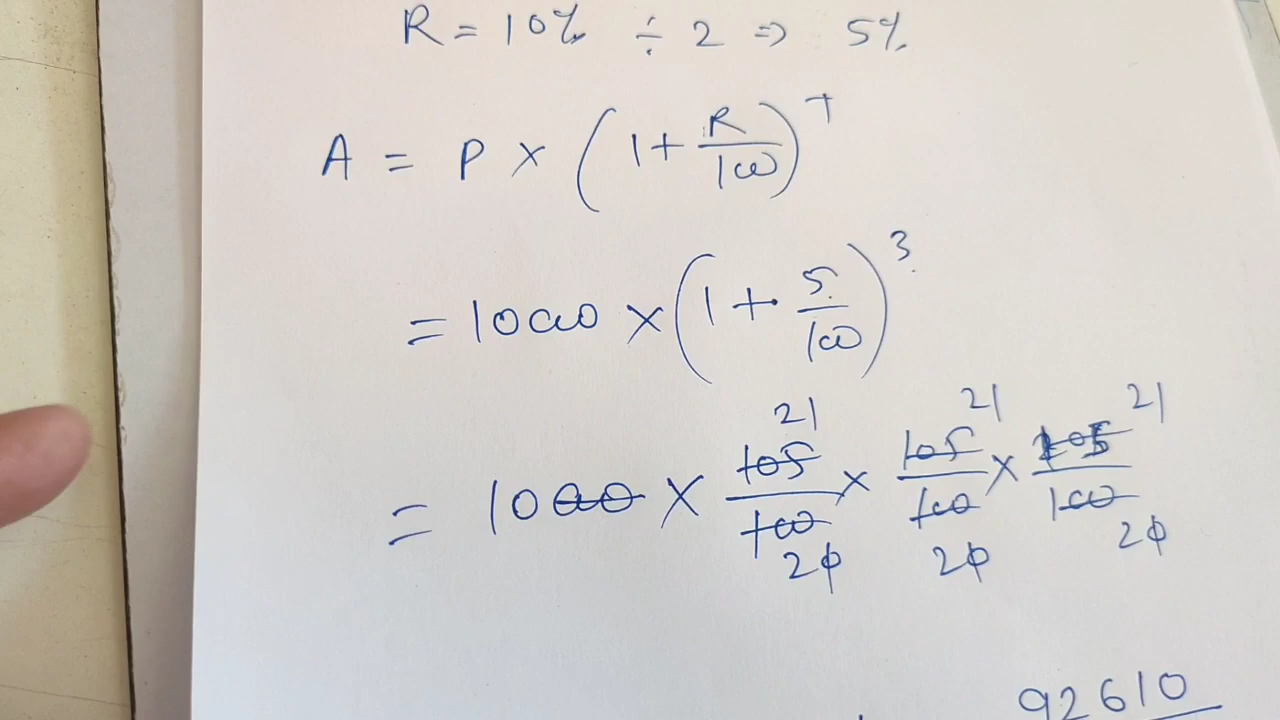 R = 10% ÷ 2 ⇒ 5%
A = P × (1 + R/100)^T
= 1000 × (1 + 5/100)^3
21 21 21
= 1000 × 105/100 × 105/100 × 105/100
20 20 20
92610